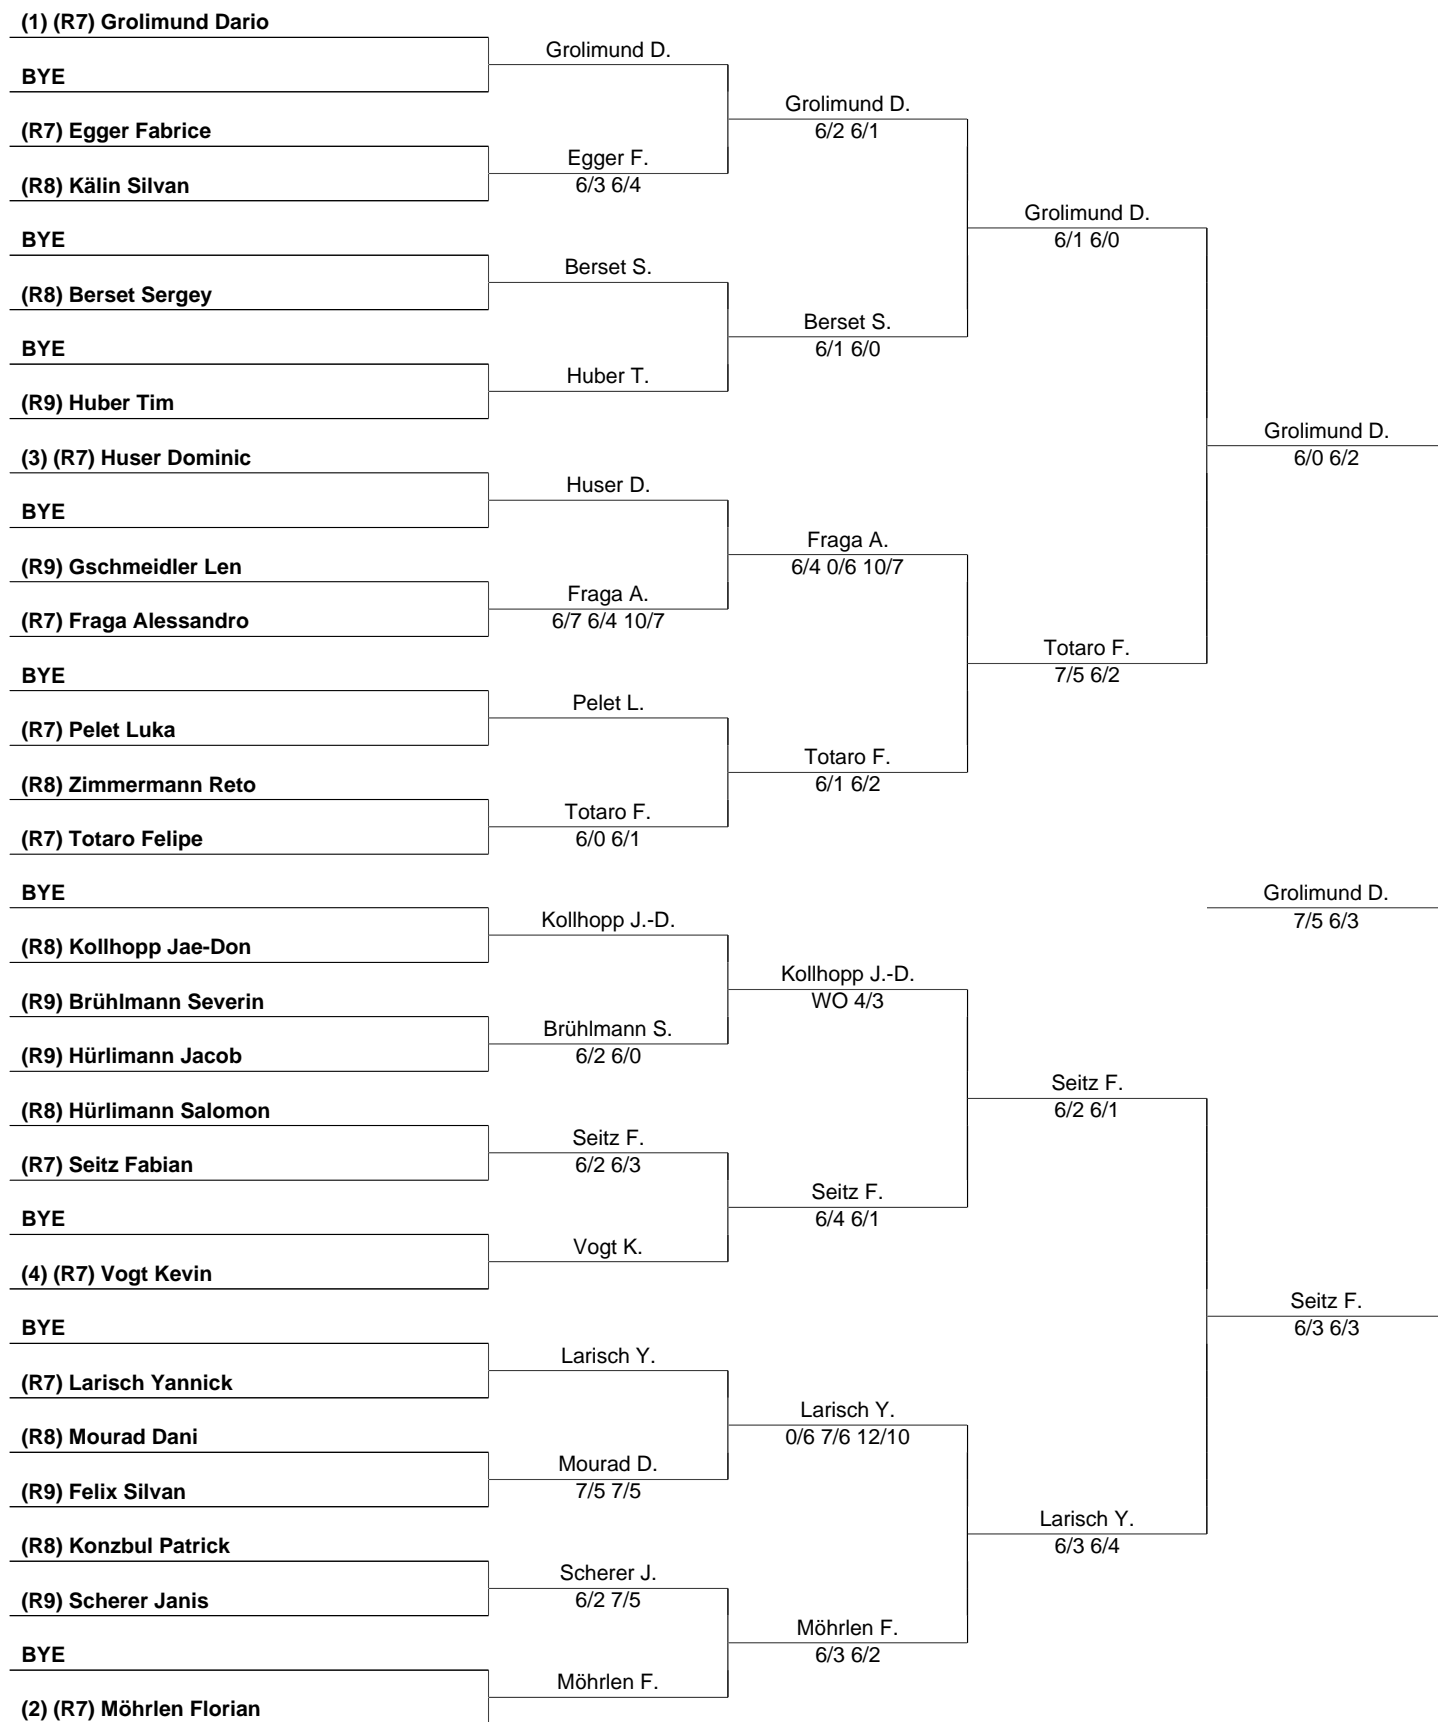 (1) (R7) Grolimund Dario
BYE
(R7) Egger Fabrice
(R8) Kälin Silvan
BYE
(R8) Berset Sergey
BYE
(R9) Huber Tim
(3) (R7) Huser Dominic
BYE
(R9) Gschmeidler Len
(R7) Fraga Alessandro
BYE
(R7) Pelet Luka
(R8) Zimmermann Reto
(R7) Totaro Felipe
BYE
(R8) Kollhopp Jae-Don
(R9) Brühlmann Severin
(R9) Hürlimann Jacob
(R8) Hürlimann Salomon
(R7) Seitz Fabian
BYE
(4) (R7) Vogt Kevin
BYE
(R7) Larisch Yannick
(R8) Mourad Dani
(R9) Felix Silvan
(R8) Konzbul Patrick
(R9) Scherer Janis
BYE
(2) (R7) Möhrlen Florian
Grolimund D.
Egger F.
6/3 6/4
Berset S.
Huber T.
Huser D.
Fraga A.
6/7 6/4 10/7
Pelet L.
Totaro F.
6/0 6/1
Kollhopp J.-D.
Brühlmann S.
6/2 6/0
Seitz F.
6/2 6/3
Vogt K.
Larisch Y.
Mourad D.
7/5 7/5
Scherer J.
6/2 7/5
Möhrlen F.
Grolimund D.
6/2 6/1
Berset S.
6/1 6/0
Fraga A.
6/4 0/6 10/7
Totaro F.
6/1 6/2
Kollhopp J.-D.
WO 4/3
Seitz F.
6/4 6/1
Larisch Y.
0/6 7/6 12/10
Möhrlen F.
6/3 6/2
Grolimund D.
6/1 6/0
Totaro F.
7/5 6/2
Seitz F.
6/2 6/1
Larisch Y.
6/3 6/4
Grolimund D.
6/0 6/2
Grolimund D.
7/5 6/3
Seitz F.
6/3 6/3